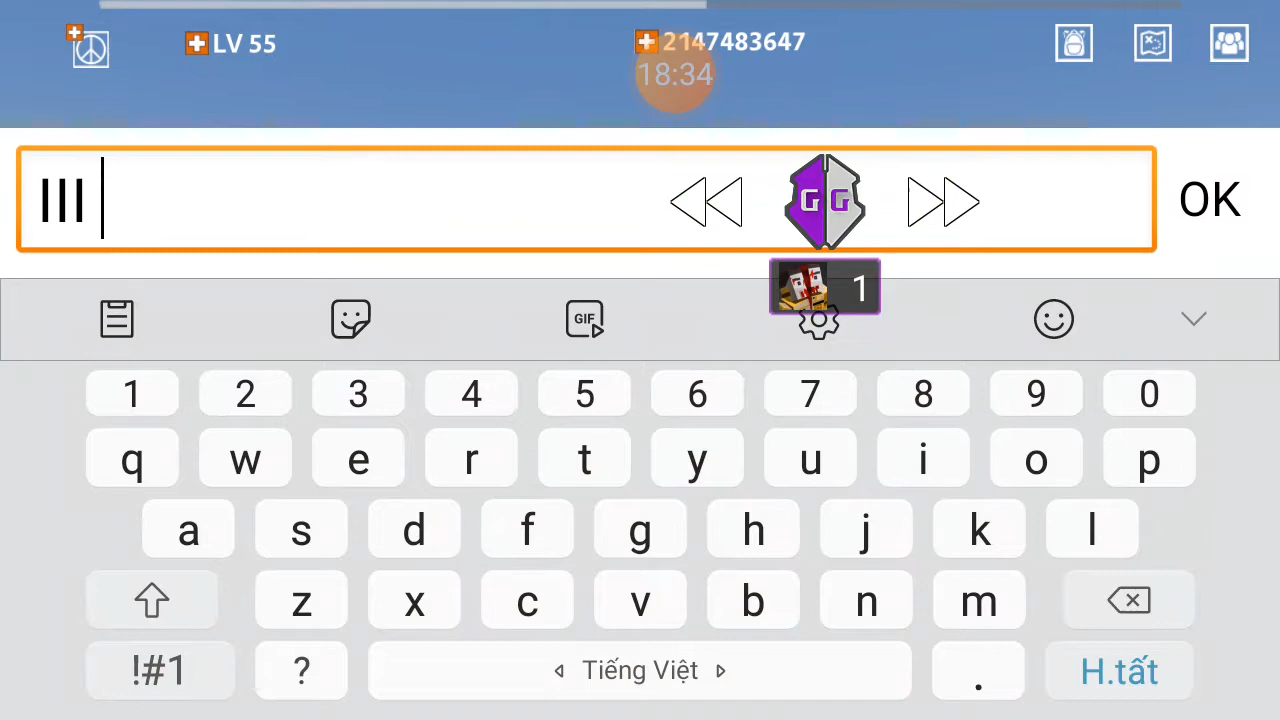 LV 55
2147483647
18:34
III
GG
OK
1
GIF
1 2 3 4 5 6 7 8 9 0
q w e r t y u i o p
a s d f g h j k l
z x c v b n m
!#1 ? Tiếng Việt . H.tất